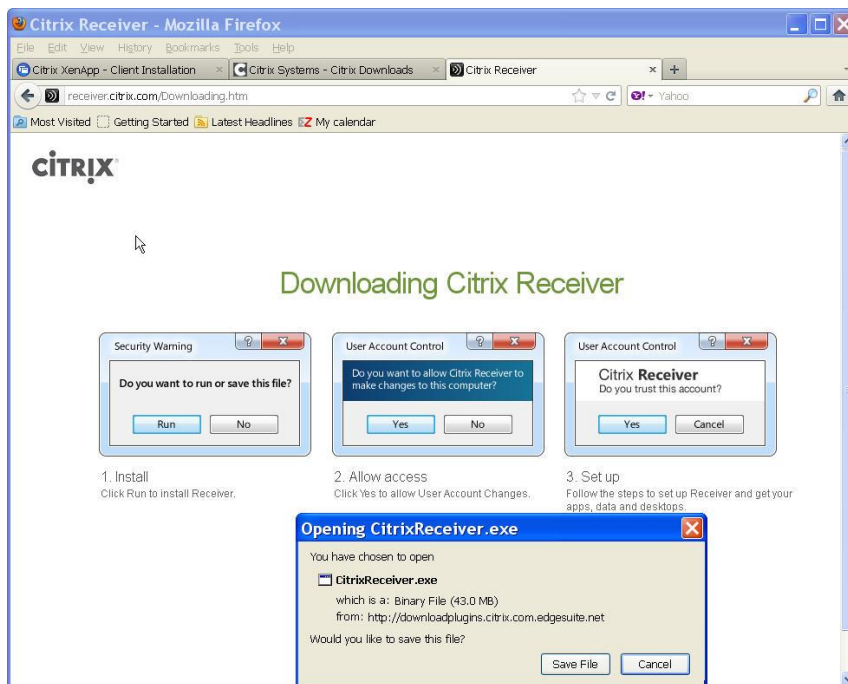 Citrix Receiver - Mozilla Firefox
File Edit View History Bookmarks Tools Help
Citrix XenApp - Client Installation × Citrix Systems - Citrix Downloads × Citrix Receiver × +
receiver.citrix.com/Downloading.htm Yahoo
Most Visited Getting Started Latest Headlines EZ My calendar
CITRIX
Downloading Citrix Receiver
Security Warning
Do you want to run or save this file?
Run No
1. Install
Click Run to install Receiver.
User Account Control
Do you want to allow Citrix Receiver to
make changes to this computer?
Yes No
2. Allow access
Click Yes to allow User Account Changes.
User Account Control
Citrix Receiver
Do you trust this account?
Yes Cancel
3. Set up
Follow the steps to set up Receiver and get your
apps, data and desktops.
Opening CitrixReceiver.exe
You have chosen to open
CitrixReceiver.exe
which is a: Binary File (43.0 MB)
from: http://downloadplugins.citrix.com.edgesuite.net
Would you like to save this file?
Save File Cancel